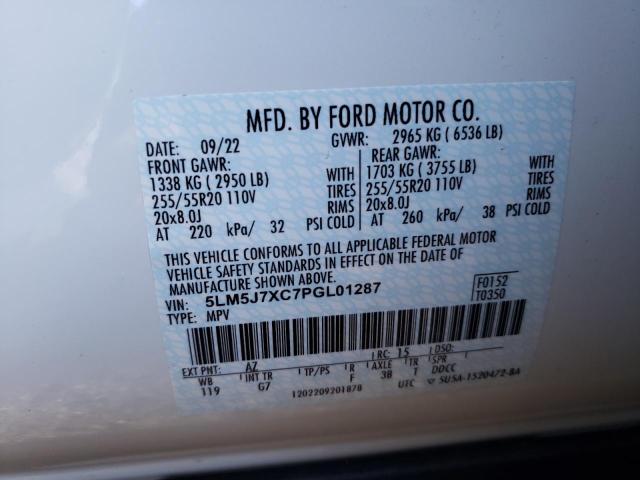 MFD. BY FORD MOTOR CO.
DATE: 09/22 GVWR: 2965 KG ( 6536 LB)
FRONT GAWR: REAR GAWR:
1338 KG ( 2950 LB) WITH 1703 KG ( 3755 LB) WITH
255/55R20 110V TIRES 255/55R20 110V TIRES
20x8.0J RIMS 20x8.0J RIMS
AT 220 kPa/ 32 PSI COLD AT 260 kPa/ 38 PSI COLD
THIS VEHICLE CONFORMS TO ALL APPLICABLE FEDERAL MOTOR
VEHICLE SAFETY STANDARDS IN EFFECT ON THE DATE OF
MANUFACTURE SHOWN ABOVE.
VIN: 5LM5J7XC7PGL01287 F0152
TYPE: MPV T0350
EXT PNT: AZ RC: 15 DSO:
WB INT TR TP/PS R AXLE TR SPR
119 G7 F 3B T DDCC
1202209201878 UTC SU5A-1520472-BA